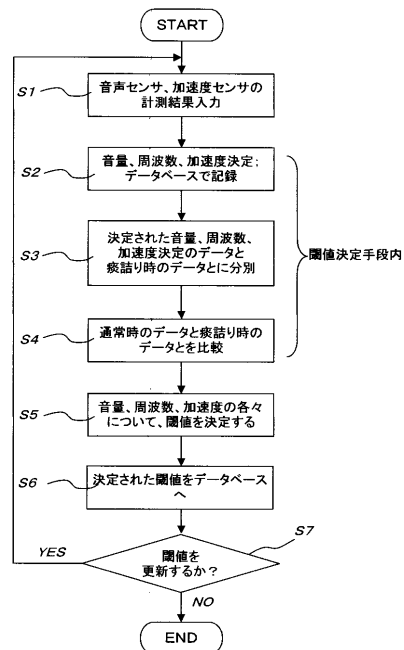 START
S1
音声センサ、加速度センサの
計測結果入力
S2
音量、周波数、加速度決定;
データベースで記録
S3
決定された音量、周波数、
加速度決定のデータと
痰詰り時のデータとに分別
閾値決定手段内
S4
通常時のデータと痰詰り時の
データとを比較
S5
音量、周波数、加速度の各々
について、閾値を決定する
S6
決定された閾値をデータベース
へ
S7
YES
閾値を
更新するか?
NO
END